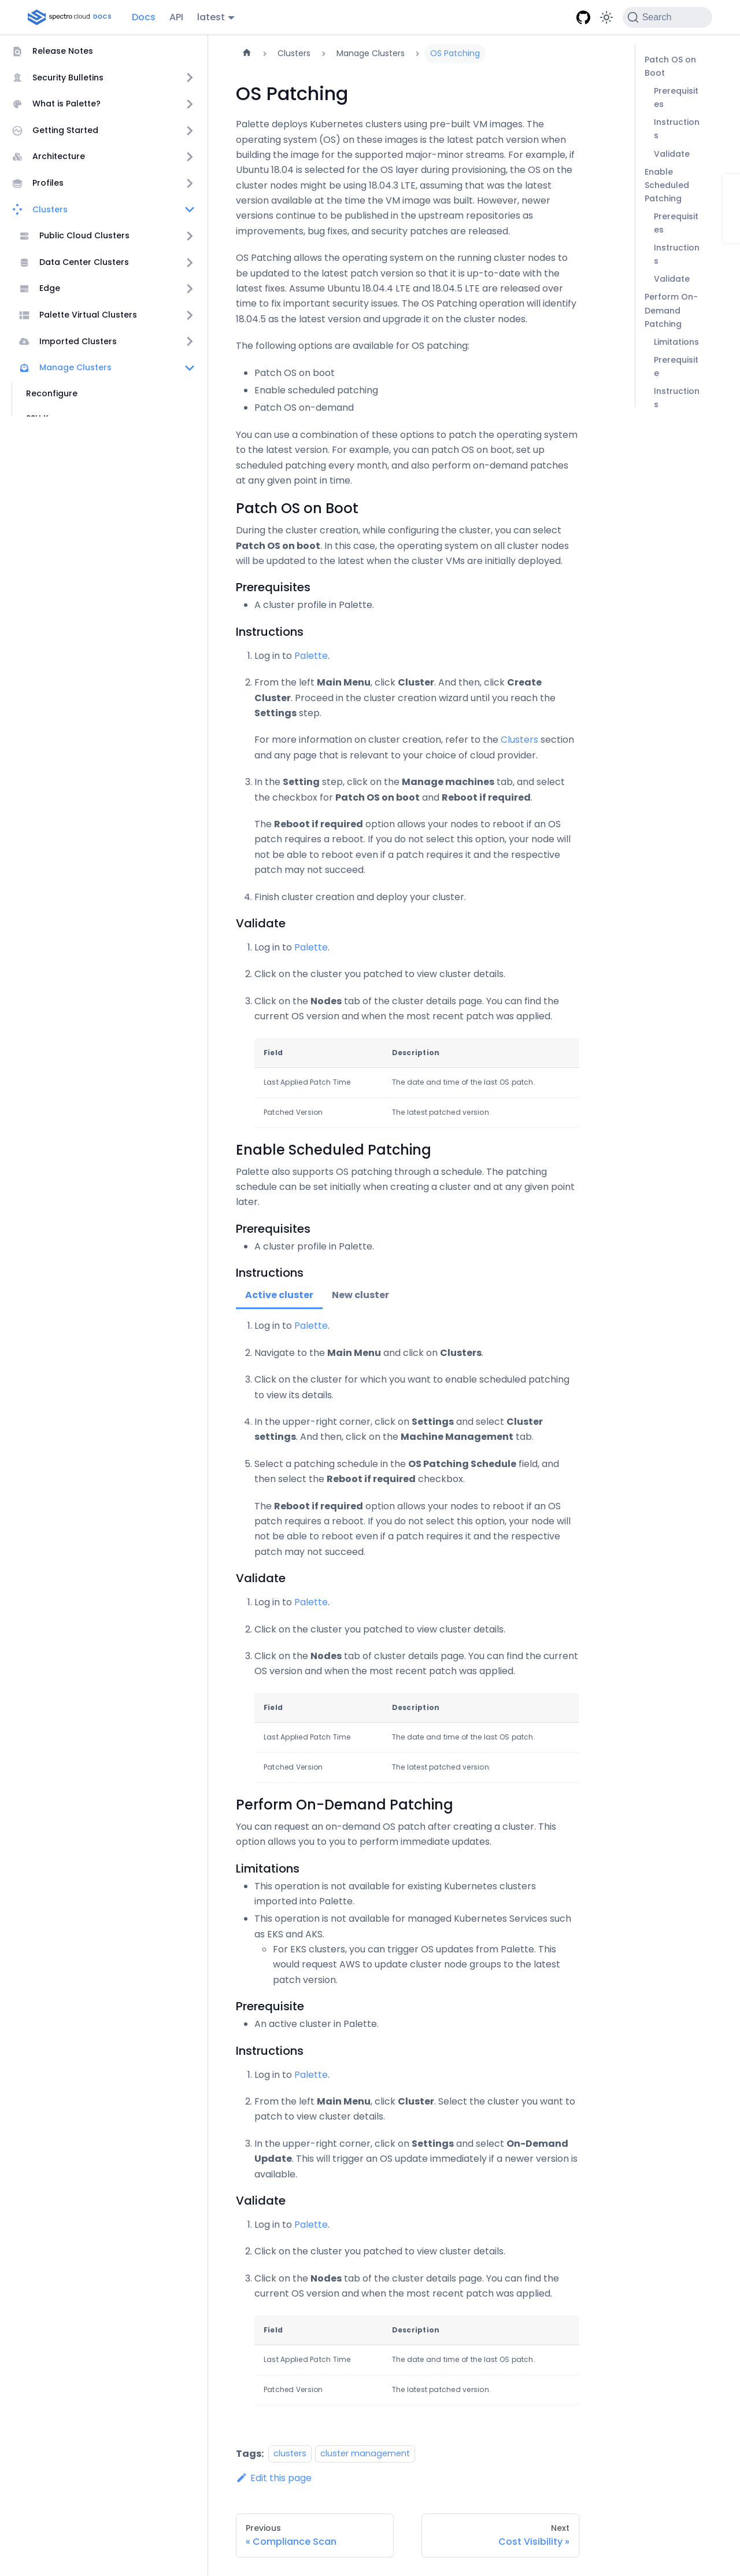 spectro cloud DOCS
Docs
API
latest
Search
Release Notes
Security Bulletins
What is Palette?
Getting Started
Architecture
Profiles
Clusters
Public Cloud Clusters
Data Center Clusters
Edge
Palette Virtual Clusters
Imported Clusters
Manage Clusters
Reconfigure
Clusters
Manage Clusters
OS Patching
OS Patching
Palette deploys Kubernetes clusters using pre-built VM images. The
operating system (OS) on these images is the latest patch version when
building the image for the supported major-minor streams. For example, if
Ubuntu 18.04 is selected for the OS layer during provisioning, the OS on the
cluster nodes might be using 18.04.3 LTE, assuming that was the latest
version available at the time the VM image was built. However, newer
versions continue to be published in the upstream repositories as
improvements, bug fixes, and security patches are released.
OS Patching allows the operating system on the running cluster nodes to
be updated to the latest patch version so that it is up-to-date with the
latest fixes. Assume Ubuntu 18.04.4 LTE and 18.04.5 LTE are released over
time to fix important security issues. The OS Patching operation will identify
18.04.5 as the latest version and upgrade it on the cluster nodes.
The following options are available for OS patching:
Patch OS on boot
Enable scheduled patching
Patch OS on-demand
You can use a combination of these options to patch the operating system
to the latest version. For example, you can patch OS on boot, set up
scheduled patching every month, and also perform on-demand patches
at any given point in time.
Patch OS on Boot
During the cluster creation, while configuring the cluster, you can select
Patch OS on boot. In this case, the operating system on all cluster nodes
will be updated to the latest when the cluster VMs are initially deployed.
Prerequisites
A cluster profile in Palette.
Instructions
1. Log in to Palette.
2. From the left Main Menu, click Cluster. And then, click Create
Cluster. Proceed in the cluster creation wizard until you reach the
Settings step.
For more information on cluster creation, refer to the Clusters section
and any page that is relevant to your choice of cloud provider.
3. In the Setting step, click on the Manage machines tab, and select
the checkbox for Patch OS on boot and Reboot if required.
The Reboot if required option allows your nodes to reboot if an OS
patch requires a reboot. If you do not select this option, your node will
not be able to reboot even if a patch requires it and the respective
patch may not succeed.
4. Finish cluster creation and deploy your cluster.
Validate
1. Log in to Palette.
2. Click on the cluster you patched to view cluster details.
3. Click on the Nodes tab of the cluster details page. You can find the
current OS version and when the most recent patch was applied.
Field Description
Last Applied Patch Time The date and time of the last OS patch.
Patched Version The latest patched version.
Enable Scheduled Patching
Palette also supports OS patching through a schedule. The patching
schedule can be set initially when creating a cluster and at any given point
later.
Prerequisites
A cluster profile in Palette.
Instructions
Active cluster New cluster
1. Log in to Palette.
2. Navigate to the Main Menu and click on Clusters.
3. Click on the cluster for which you want to enable scheduled patching
to view its details.
4. In the upper-right corner, click on Settings and select Cluster
settings. And then, click on the Machine Management tab.
5. Select a patching schedule in the OS Patching Schedule field, and
then select the Reboot if required checkbox.
The Reboot if required option allows your nodes to reboot if an OS
patch requires a reboot. If you do not select this option, your node will
not be able to reboot even if a patch requires it and the respective
patch may not succeed.
Validate
1. Log in to Palette.
2. Click on the cluster you patched to view cluster details.
3. Click on the Nodes tab of cluster details page. You can find the current
OS version and when the most recent patch was applied.
Field Description
Last Applied Patch Time The date and time of the last OS patch.
Patched Version The latest patched version.
Perform On-Demand Patching
You can request an on-demand OS patch after creating a cluster. This
option allows you to you to perform immediate updates.
Limitations
This operation is not available for existing Kubernetes clusters
imported into Palette.
This operation is not available for managed Kubernetes Services such
as EKS and AKS.
For EKS clusters, you can trigger OS updates from Palette. This
would request AWS to update cluster node groups to the latest
patch version.
Prerequisite
An active cluster in Palette.
Instructions
1. Log in to Palette.
2. From the left Main Menu, click Cluster. Select the cluster you want to
patch to view cluster details.
3. In the upper-right corner, click on Settings and select On-Demand
Update. This will trigger an OS update immediately if a newer version is
available.
Validate
1. Log in to Palette.
2. Click on the cluster you patched to view cluster details.
3. Click on the Nodes tab of the cluster details page. You can find the
current OS version and when the most recent patch was applied.
Field Description
Last Applied Patch Time The date and time of the last OS patch.
Patched Version The latest patched version.
Tags: clusters cluster management
Edit this page
Previous
« Compliance Scan
Next
Cost Visibility »
Patch OS on
Boot
Prerequisit
es
Instruction
s
Validate
Enable
Scheduled
Patching
Prerequisit
es
Instruction
s
Validate
Perform On-
Demand
Patching
Limitations
Prerequisit
e
Instruction
s